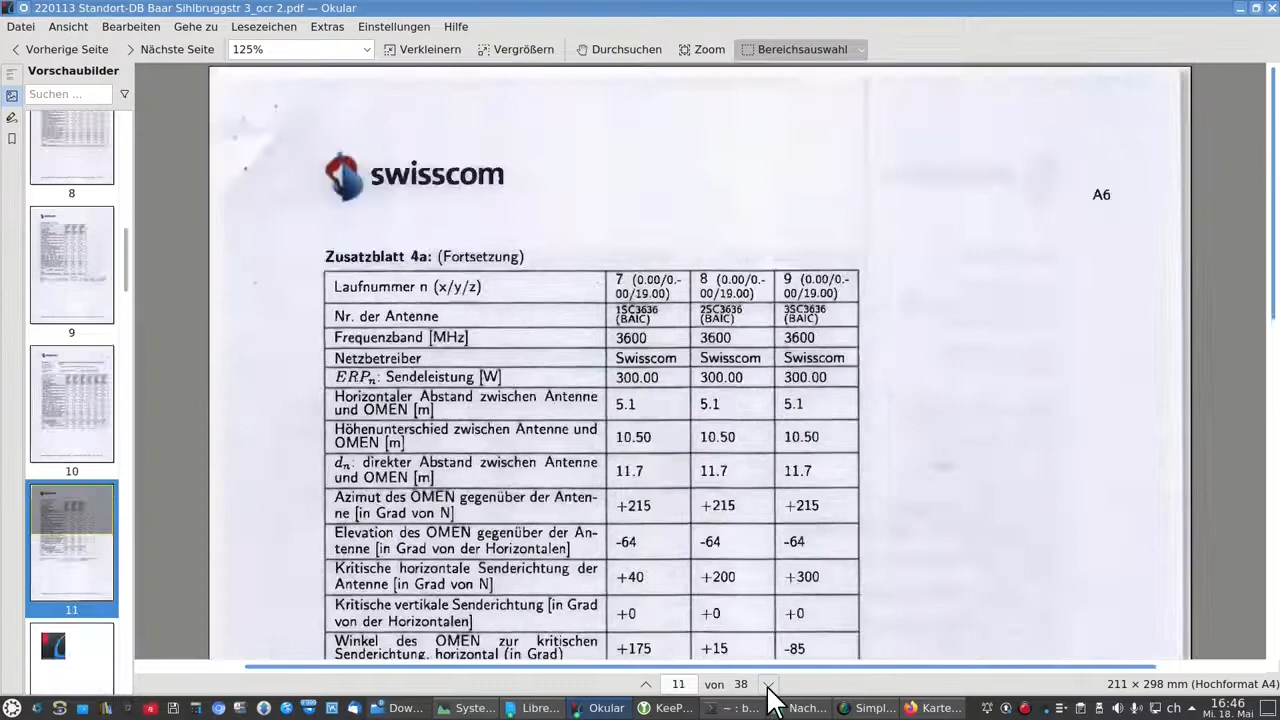 220113 Standort-DB Baar Sihlbruggstr 3_ocr 2.pdf — Okular
Datei Ansicht Bearbeiten Gehe zu Lesezeichen Extras Einstellungen Hilfe
Vorherige Seite Nächste Seite 125% Verkleinern Vergrößern Durchsuchen Zoom Bereichsauswahl
Vorschaubilder
Suchen ...
8
9
10
11
swisscom
A6
Zusatzblatt 4a: (Fortsetzung)
Laufnummer n (x/y/z) 7 (0.00/0.-00/19.00) 8 (0.00/0.-00/19.00) 9 (0.00/0.-00/19.00)
Nr. der Antenne 1SC3636 (BAIC) 2SC3636 (BAIC) 3SC3636 (BAIC)
Frequenzband [MHz] 3600 3600 3600
Netzbetreiber Swisscom Swisscom Swisscom
ERPn: Sendeleistung [W] 300.00 300.00 300.00
Horizontaler Abstand zwischen Antenne
und OMEN [m] 5.1 5.1 5.1
Höhenunterschied zwischen Antenne und
OMEN [m] 10.50 10.50 10.50
dn: direkter Abstand zwischen Antenne
und OMEN [m] 11.7 11.7 11.7
Azimut des OMEN gegenüber der Anten-
ne [in Grad von N] +215 +215 +215
Elevation des OMEN gegenüber der An-
tenne [in Grad von der Horizontalen] -64 -64 -64
Kritische horizontale Senderichtung der
Antenne [in Grad von N] +40 +200 +300
Kritische vertikale Senderichtung [in Grad
von der Horizontalen] +0 +0 +0
Winkel des OMEN zur kritischen
Senderichtung, horizontal (in Grad) +175 +15 -85
11 von 38
211 × 298 mm (Hochformat A4)
Dow... Syste... Libre... Okular KeeP... ~ : b... Nach... Simpl... Karte... ch 16:46
Mi. 18. Mai